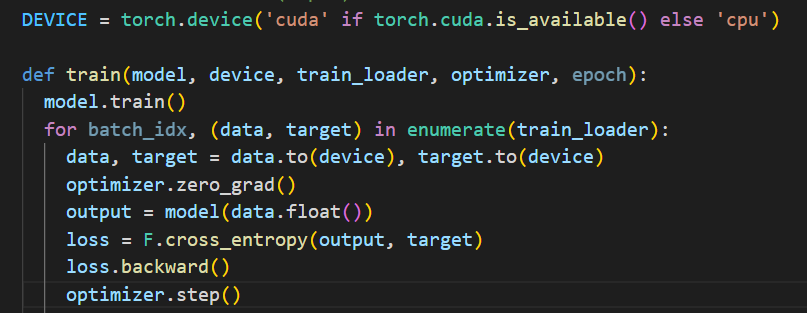 DEVICE = torch.device('cuda' if torch.cuda.is_available() else 'cpu')
def train(model, device, train_loader, optimizer, epoch):
model.train()
for batch_idx, (data, target) in enumerate(train_loader):
data, target = data.to(device), target.to(device)
optimizer.zero_grad()
output = model(data.float())
loss = F.cross_entropy(output, target)
loss.backward()
optimizer.step()